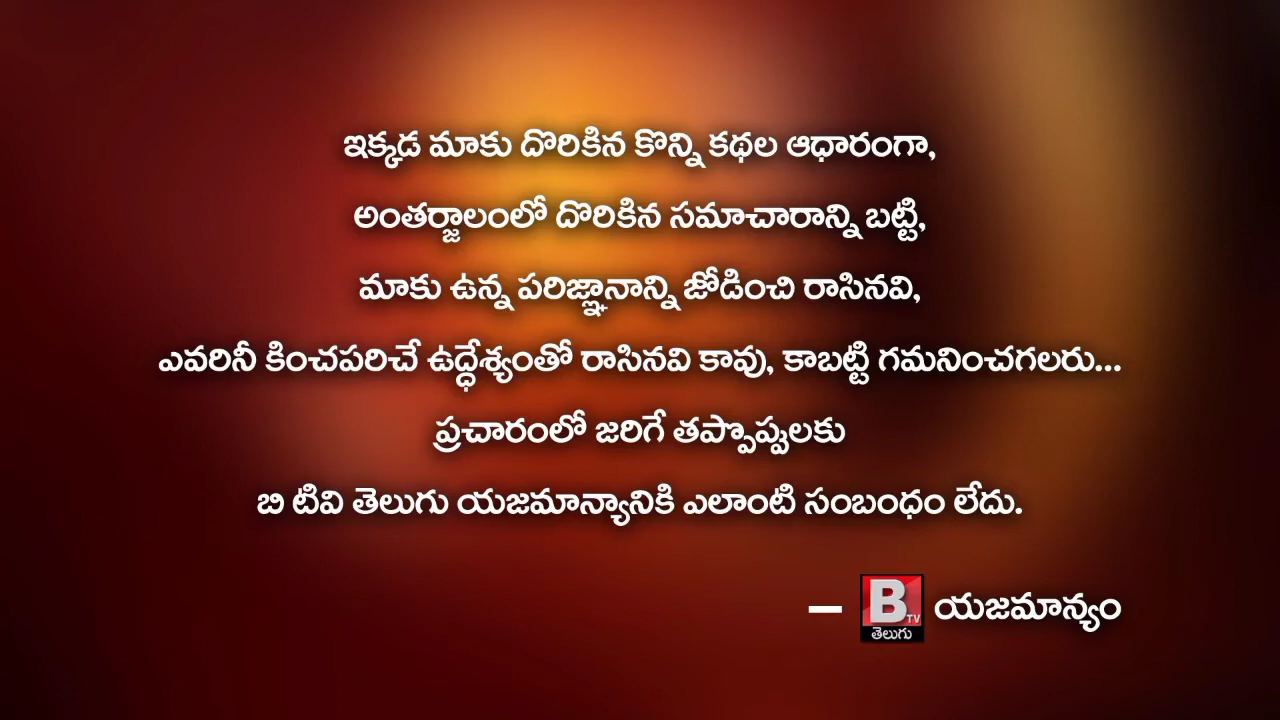 ఇక్కడ మాకు దొరికిన కొన్ని కథల ఆధారంగా,
అంతర్జాలంలో దొరికిన సమాచారాన్ని బట్టి,
మాకు ఉన్న పరిజ్ఞానాన్ని జోడించి రాసినవి,
ఎవరినీ కించపరిచే ఉద్ధేశ్యంతో రాసినవి కావు, కాబట్టి గమనించగలరు...
ప్రచారంలో జరిగే తప్పొప్పులకు
బి టివి తెలుగు యజమాన్యానికి ఎలాంటి సంబంధం లేదు.
– B TV తెలుగు యజమాన్యం